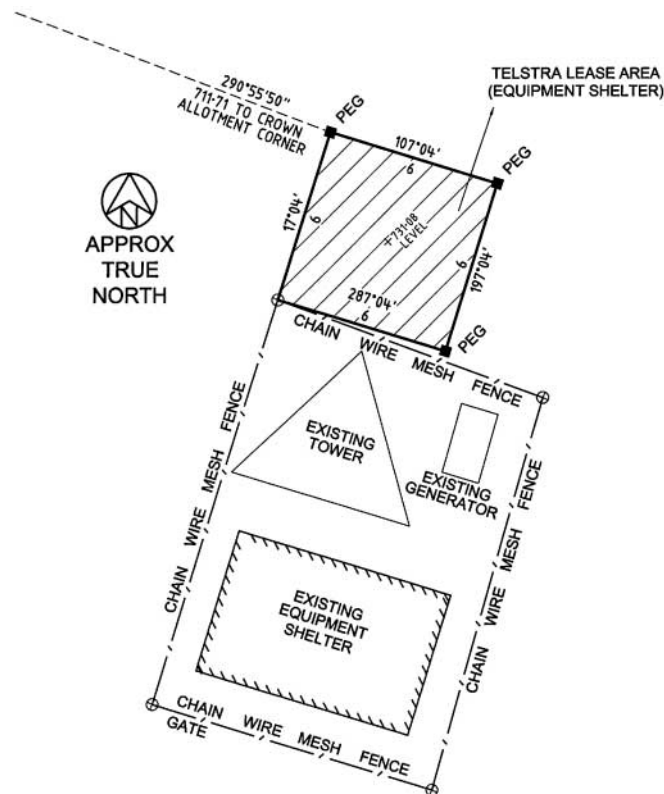 290°55'50"
711·71 TO CROWN
ALLOTMENT CORNER
PEG
TELSTRA LEASE AREA
(EQUIPMENT SHELTER)
107°04'
6
PEG
N
APPROX
TRUE
NORTH
17°04'
6
+731·08
LEVEL
6
197°04'
287°04'
6
PEG
CHAIN WIRE MESH FENCE
EXISTING
TOWER
EXISTING
GENERATOR
CHAIN WIRE MESH FENCE
CHAIN WIRE MESH FENCE
EXISTING
EQUIPMENT
SHELTER
CHAIN WIRE MESH FENCE
GATE